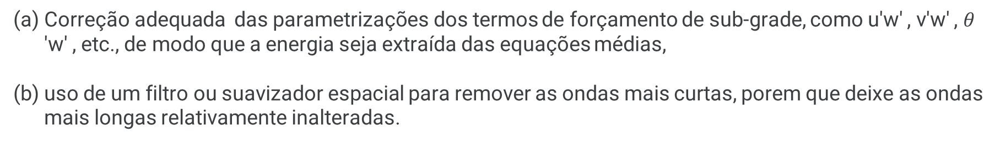 (a) Correção adequada das parametrizações dos termos de forçamento de sub-grade, como u'w' , v'w' , θ
'w' , etc., de modo que a energia seja extraída das equações médias,
(b) uso de um filtro ou suavizador espacial para remover as ondas mais curtas, porem que deixe as ondas
mais longas relativamente inalteradas.